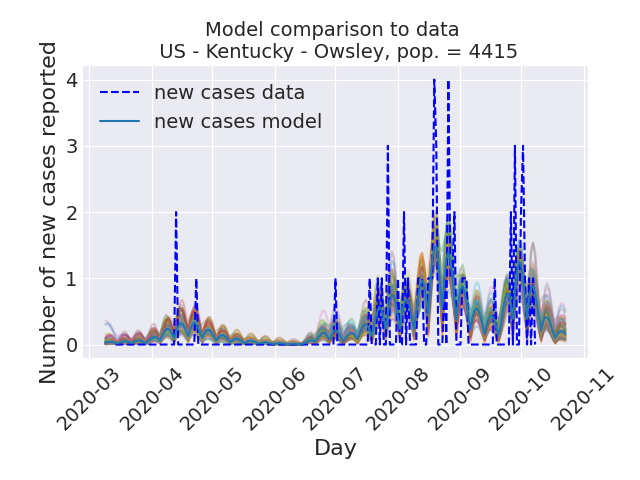 Model comparison to data
US - Kentucky - Owsley, pop. = 4415
Number of new cases reported
4
3
2
1
0
new cases data
new cases model
2020-03
2020-04
2020-05
2020-06
2020-07
2020-08
2020-09
2020-10
2020-11
Day